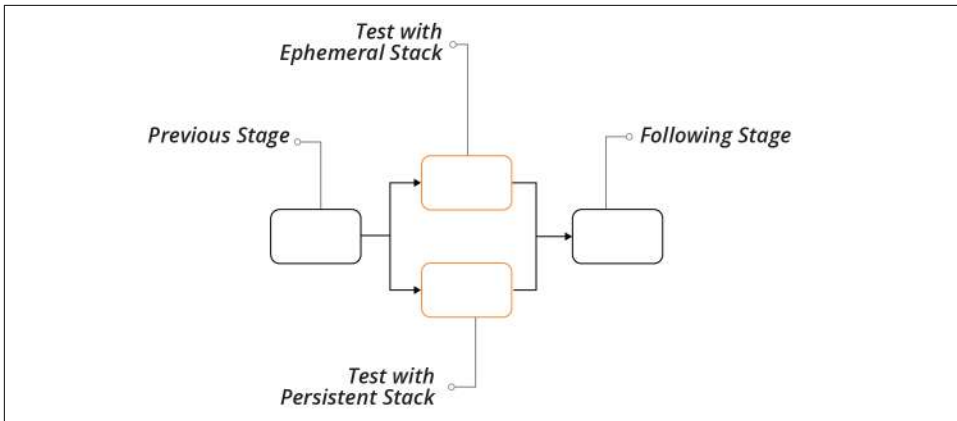 Test with
Ephemeral Stack
Previous Stage
Following Stage
Test with
Persistent Stack